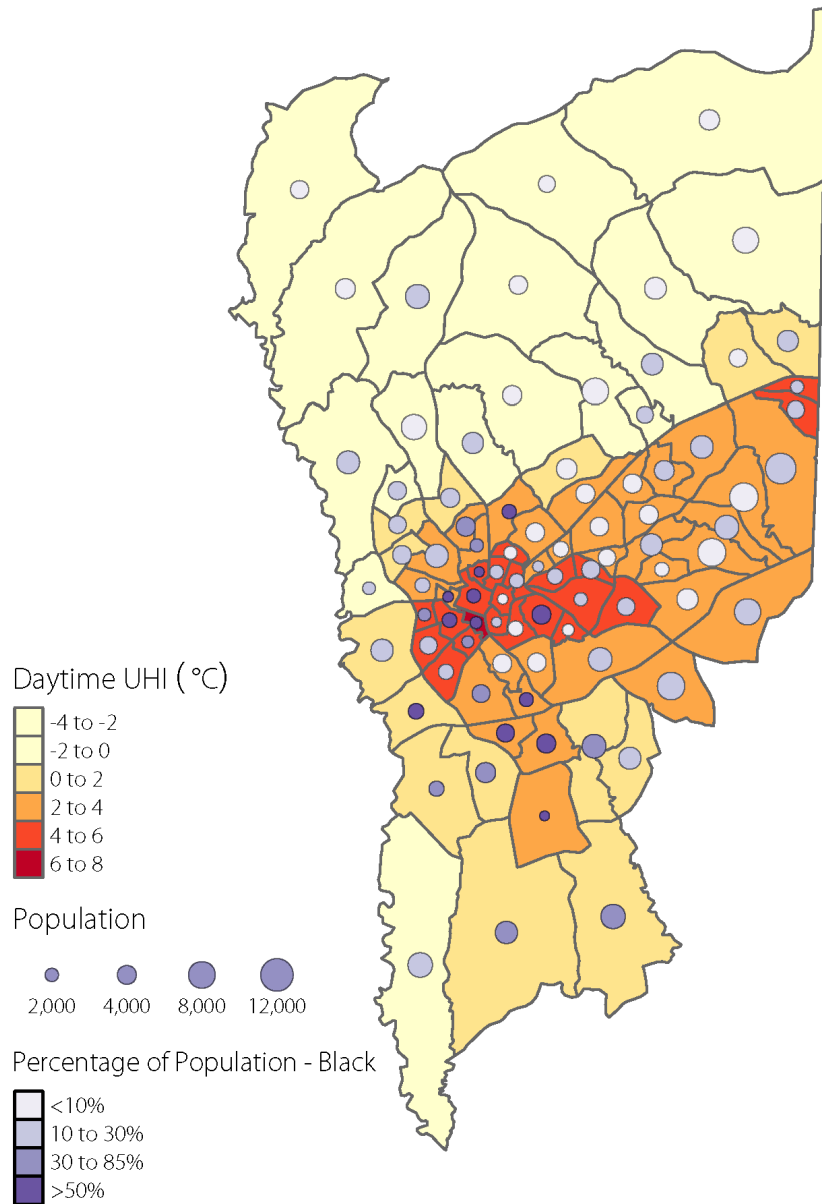 Daytime UHI ( °C)
-4 to -2
-2 to 0
0 to 2
2 to 4
4 to 6
6 to 8
Population
2,000 4,000 8,000 12,000
Percentage of Population - Black
<10%
10 to 30%
30 to 85%
>50%